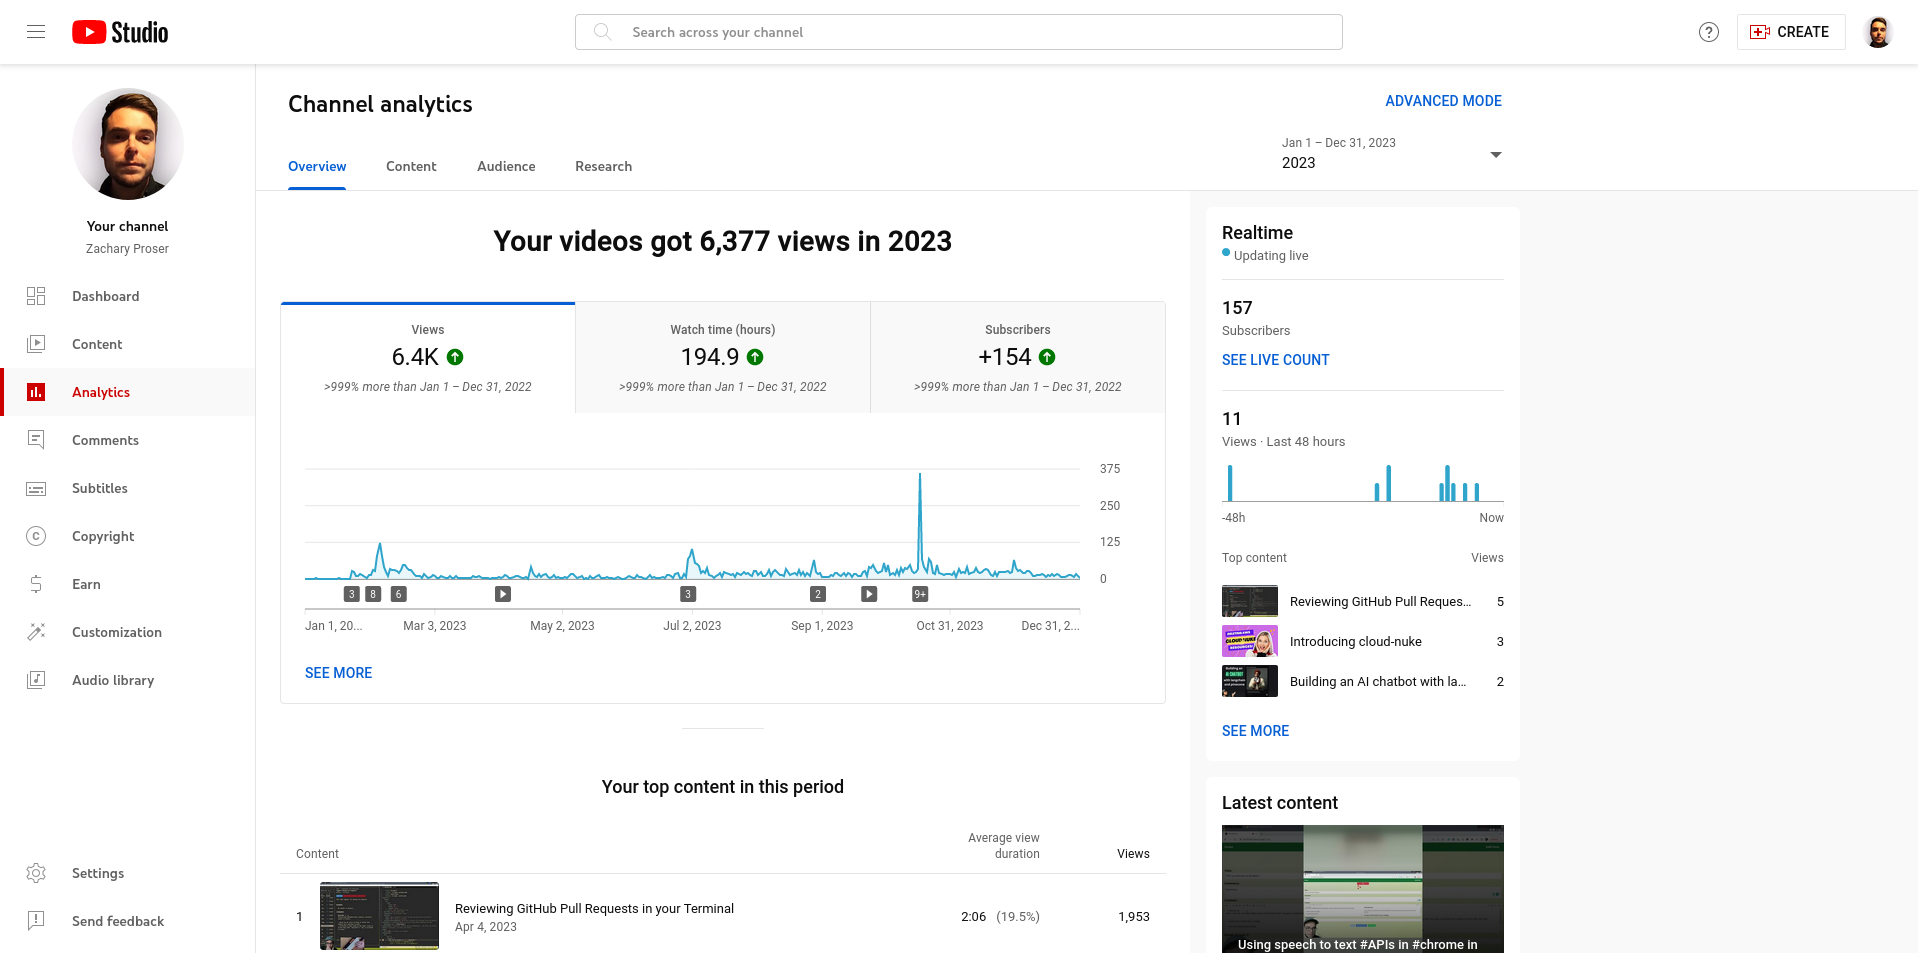 Studio
Search across your channel
?
CREATE
Your channel
Zachary Proser
Dashboard
Content
Analytics
Comments
Subtitles
Copyright
Earn
Customization
Audio library
Settings
Send feedback
Channel analytics
ADVANCED MODE
Overview
Content
Audience
Research
Jan 1 – Dec 31, 2023
2023
Your videos got 6,377 views in 2023
Views
6.4K
>999% more than Jan 1 – Dec 31, 2022
Watch time (hours)
194.9
>999% more than Jan 1 – Dec 31, 2022
Subscribers
+154
>999% more than Jan 1 – Dec 31, 2022
375
250
125
0
3 8 6 3 2 9+
Jan 1, 20... Mar 3, 2023 May 2, 2023 Jul 2, 2023 Sep 1, 2023 Oct 31, 2023 Dec 31, 2...
SEE MORE
Your top content in this period
Content Average view
duration Views
1 Reviewing GitHub Pull Requests in your Terminal 2:06 (19.5%) 1,953
Apr 4, 2023
Realtime
Updating live
157
Subscribers
SEE LIVE COUNT
11
Views · Last 48 hours
-48h Now
Top content Views
Reviewing GitHub Pull Reques... 5
CLOUD NUKE
Introducing cloud-nuke 3
Building an
AI CHATBOT
Building an AI chatbot with la... 2
SEE MORE
Latest content
Using speech to text #APIs in #chrome in